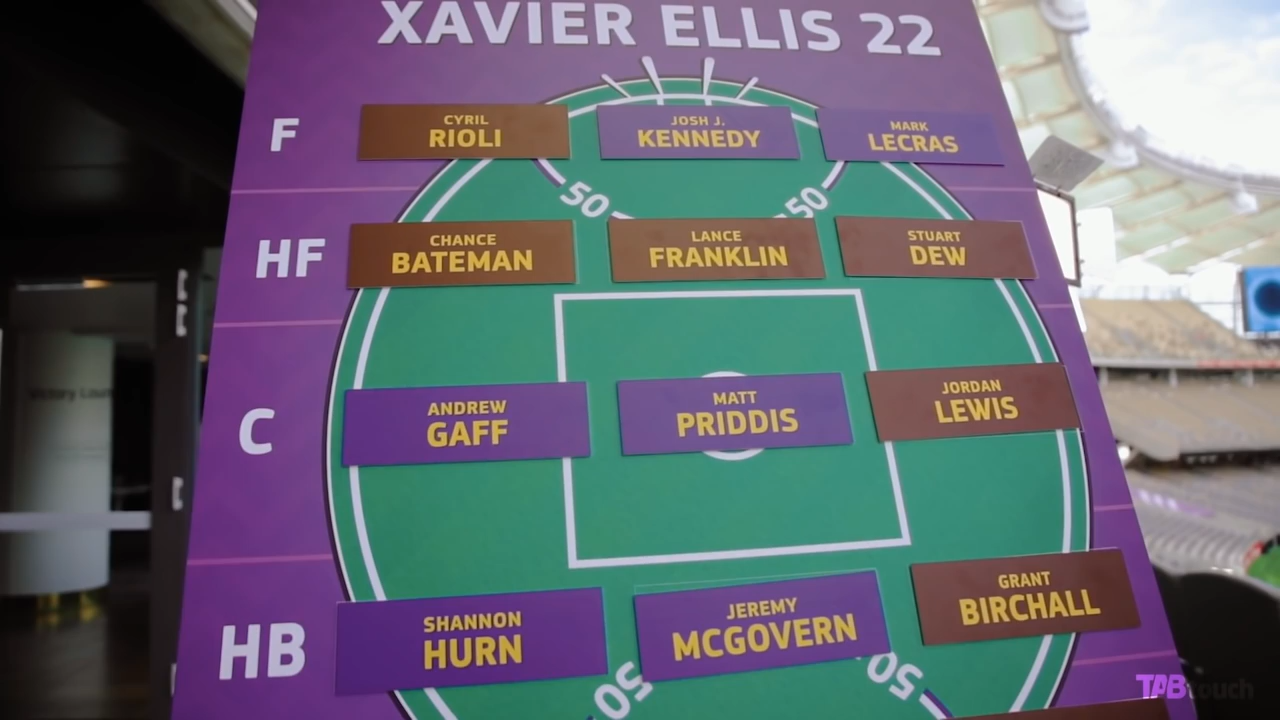 XAVIER ELLIS 22
F
CYRIL
RIOLI
JOSH J.
KENNEDY
MARK
LECRAS
50
50
HF
CHANCE
BATEMAN
LANCE
FRANKLIN
STUART
DEW
C
ANDREW
GAFF
MATT
PRIDDIS
JORDAN
LEWIS
HB
SHANNON
HURN
JEREMY
MCGOVERN
GRANT
BIRCHALL
50
50
TABtouch